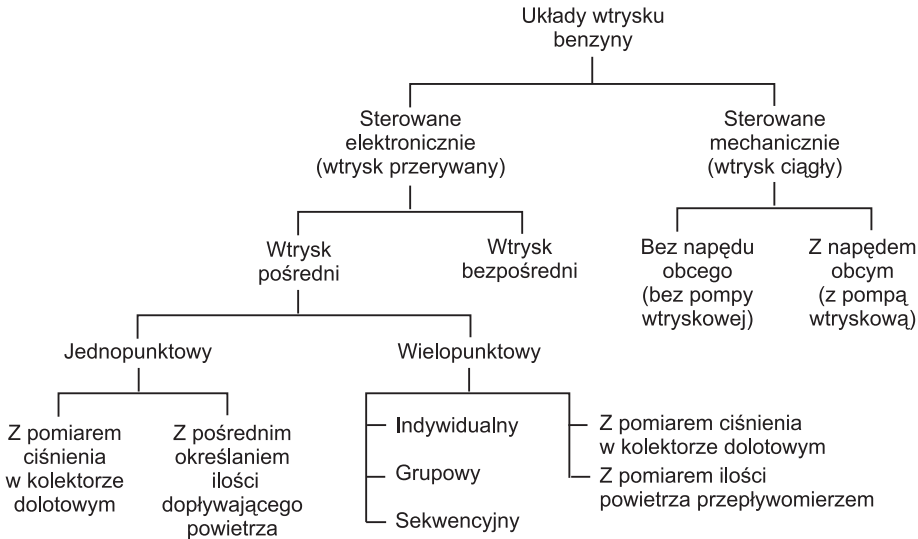 Układy wtrysku
benzyny
Sterowane
elektronicznie
(wtrysk przerywany)
Sterowane
mechanicznie
(wtrysk ciągły)
Wtrysk
pośredni
Wtrysk
bezpośredni
Bez napędu
obcego
(bez pompy
wtryskowej)
Z napędem
obcym
(z pompą
wtryskową)
Jednopunktowy
Wielopunktowy
Z pomiarem
ciśnienia
w kolektorze
dolotowym
Z pośrednim
określaniem
ilości
dopływającego
powietrza
Indywidualny
Grupowy
Sekwencyjny
Z pomiarem ciśnienia
w kolektorze dolotowym
Z pomiarem ilości
powietrza przepływomierzem